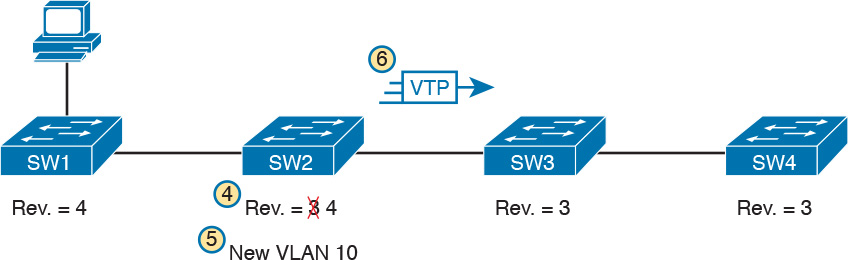 6
VTP
SW1
SW2
SW3
SW4
Rev. = 4
4
Rev. = 3 4
Rev. = 3
Rev. = 3
5
New VLAN 10